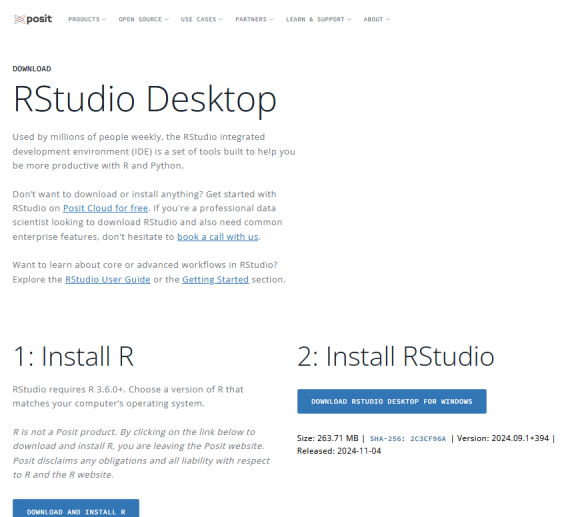 posit PRODUCTS OPEN SOURCE USE CASES PARTNERS LEARN & SUPPORT ABOUT
DOWNLOAD
RStudio Desktop
Used by millions of people weekly, the RStudio integrated
development environment (IDE) is a set of tools built to help you
be more productive with R and Python.
Don't want to download or install anything? Get started with
RStudio on Posit Cloud for free. If you're a professional data
scientist looking to download RStudio and also need common
enterprise features, don't hesitate to book a call with us.
Want to learn about core or advanced workflows in RStudio?
Explore the RStudio User Guide or the Getting Started section.
1: Install R
RStudio requires R 3.6.0+. Choose a version of R that
matches your computer's operating system.
R is not a Posit product. By clicking on the link below to
download and install R, you are leaving the Posit website.
Posit disclaims any obligations and all liability with respect
to R and the R website.
DOWNLOAD AND INSTALL R
2: Install RStudio
DOWNLOAD RSTUDIO DESKTOP FOR WINDOWS
Size: 263.71 MB | SHA-256: 2C3CF96A | Version: 2024.09.1+394 |
Released: 2024-11-04